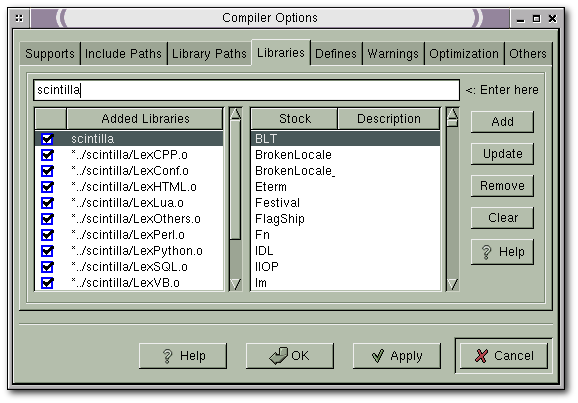 Compiler Options
Supports Include Paths Library Paths Libraries Defines Warnings Optimization Others
scintilla <: Enter here
Added Libraries Stock Description Add
scintilla BLT
*../scintilla/LexCPP.o BrokenLocale Update
*../scintilla/LexConf.o BrokenLocale_
*../scintilla/LexHTML.o Eterm Remove
*../scintilla/LexLua.o Festival
*../scintilla/LexOthers.o FlagShip Clear
*../scintilla/LexPerl.o Fn
*../scintilla/LexPython.o IDL ? Help
*../scintilla/LexSQL.o IIOP
*../scintilla/LexVB.o Im
? Help OK Apply Cancel